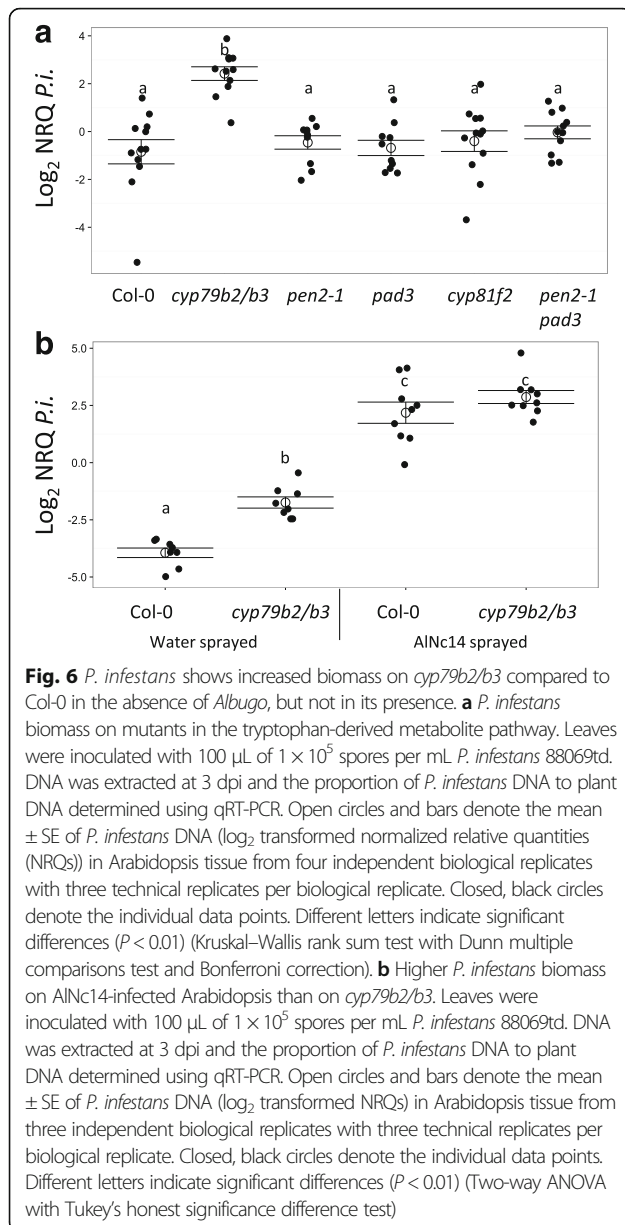 a
4
2
0
-2
-4
Log₂ NRQ P.i.
a b a a a a
Col-0 cyp79b2/b3 pen2-1 pad3 cyp81f2 pen2-1
pad3
b
5.0
2.5
0.0
-2.5
-5.0
Log₂ NRQ P.i.
a b c c
Col-0 cyp79b2/b3 Col-0 cyp79b2/b3
Water sprayed AlNc14 sprayed
Fig. 6 P. infestans shows increased biomass on cyp79b2/b3 compared to
Col-0 in the absence of Albugo, but not in its presence. a P. infestans
biomass on mutants in the tryptophan-derived metabolite pathway. Leaves
were inoculated with 100 μL of 1 × 10⁵ spores per mL P. infestans 88069td.
DNA was extracted at 3 dpi and the proportion of P. infestans DNA to plant
DNA determined using qRT-PCR. Open circles and bars denote the mean
± SE of P. infestans DNA (log₂ transformed normalized relative quantities
(NRQs)) in Arabidopsis tissue from four independent biological replicates
with three technical replicates per biological replicate. Closed, black circles
denote the individual data points. Different letters indicate significant
differences (P < 0.01) (Kruskal–Wallis rank sum test with Dunn multiple
comparisons test and Bonferroni correction). b Higher P. infestans biomass
on AlNc14-infected Arabidopsis than on cyp79b2/b3. Leaves were
inoculated with 100 μL of 1 × 10⁵ spores per mL P. infestans 88069td. DNA
was extracted at 3 dpi and the proportion of P. infestans DNA to plant
DNA determined using qRT-PCR. Open circles and bars denote the mean
± SE of P. infestans DNA (log₂ transformed NRQs) in Arabidopsis tissue from
three independent biological replicates with three technical replicates per
biological replicate. Closed, black circles denote the individual data points.
Different letters indicate significant differences (P < 0.01) (Two-way ANOVA
with Tukey's honest significance difference test)